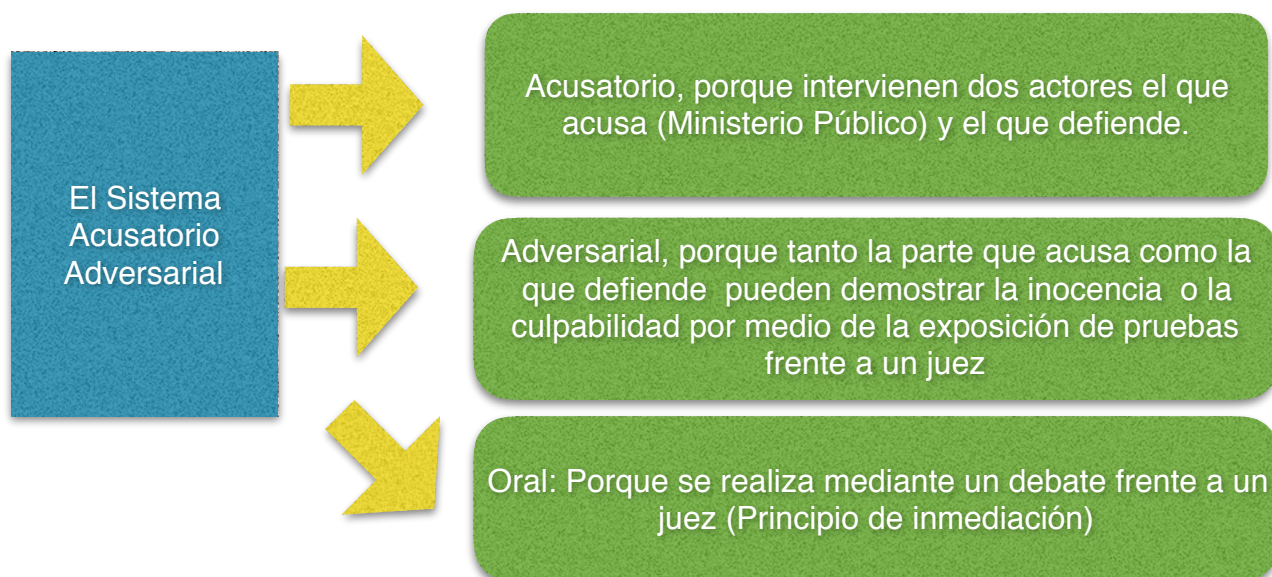 El Sistema
Acusatorio
Adversarial
Acusatorio, porque intervienen dos actores el que
acusa (Ministerio Público) y el que defiende.
Adversarial, porque tanto la parte que acusa como la
que defiende  pueden demostrar la inocencia  o la
culpabilidad por medio de la exposición de pruebas
frente a un juez
Oral: Porque se realiza mediante un debate frente a un
juez (Principio de inmediación)